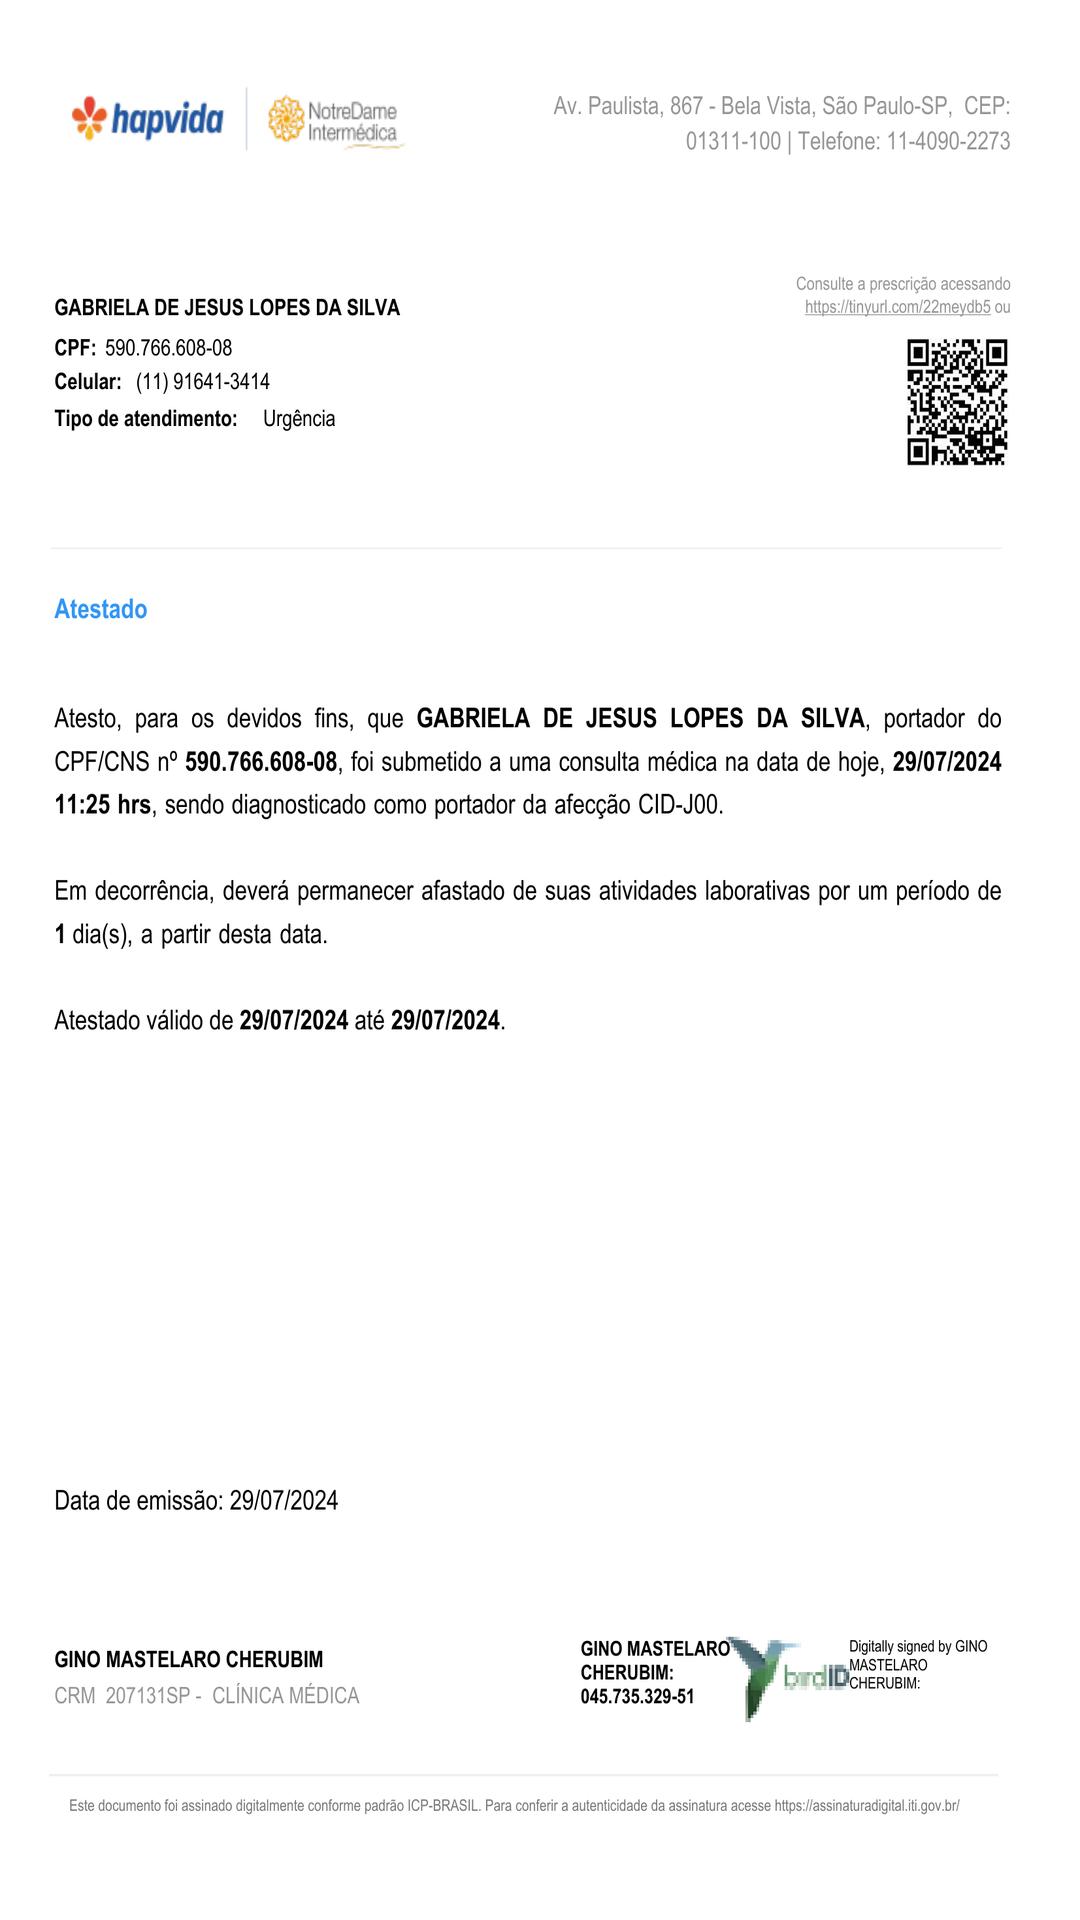 hapvida
NotreDame
Intermédica
Av. Paulista, 867 - Bela Vista, São Paulo-SP, CEP:
01311-100 | Telefone: 11-4090-2273
Consulte a prescrição acessando
https://tinyurl.com/22meydb5 ou
GABRIELA DE JESUS LOPES DA SILVA
CPF: 590.766.608-08
Celular: (11) 91641-3414
Tipo de atendimento: Urgência
Atestado
Atesto, para os devidos fins, que GABRIELA DE JESUS LOPES DA SILVA, portador do
CPF/CNS nº 590.766.608-08, foi submetido a uma consulta médica na data de hoje, 29/07/2024
11:25 hrs, sendo diagnosticado como portador da afecção CID-J00.
Em decorrência, deverá permanecer afastado de suas atividades laborativas por um período de
1 dia(s), a partir desta data.
Atestado válido de 29/07/2024 até 29/07/2024.
Data de emissão: 29/07/2024
GINO MASTELARO CHERUBIM
CRM 207131SP - CLÍNICA MÉDICA
GINO MASTELARO
CHERUBIM:
045.735.329-51
birdID
Digitally signed by GINO
MASTELARO
CHERUBIM:
Este documento foi assinado digitalmente conforme padrão ICP-BRASIL. Para conferir a autenticidade da assinatura acesse https://assinaturadigital.iti.gov.br/